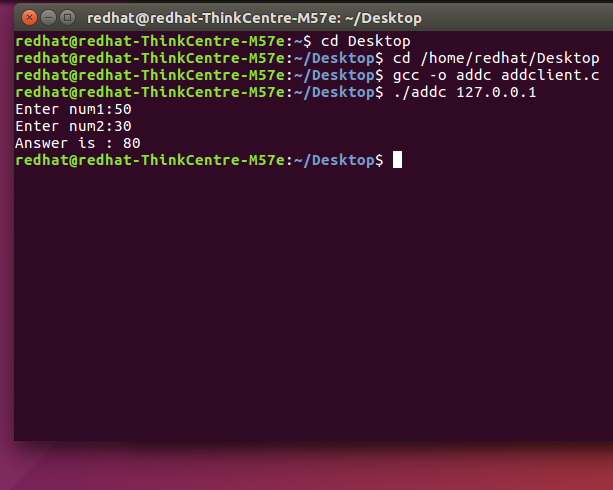 redhat@redhat-ThinkCentre-M57e: ~/Desktop
redhat@redhat-ThinkCentre-M57e:~$ cd Desktop
redhat@redhat-ThinkCentre-M57e:~/Desktop$ cd /home/redhat/Desktop
redhat@redhat-ThinkCentre-M57e:~/Desktop$ gcc -o addc addclient.c
redhat@redhat-ThinkCentre-M57e:~/Desktop$ ./addc 127.0.0.1
Enter num1:50
Enter num2:30
Answer is : 80
redhat@redhat-ThinkCentre-M57e:~/Desktop$